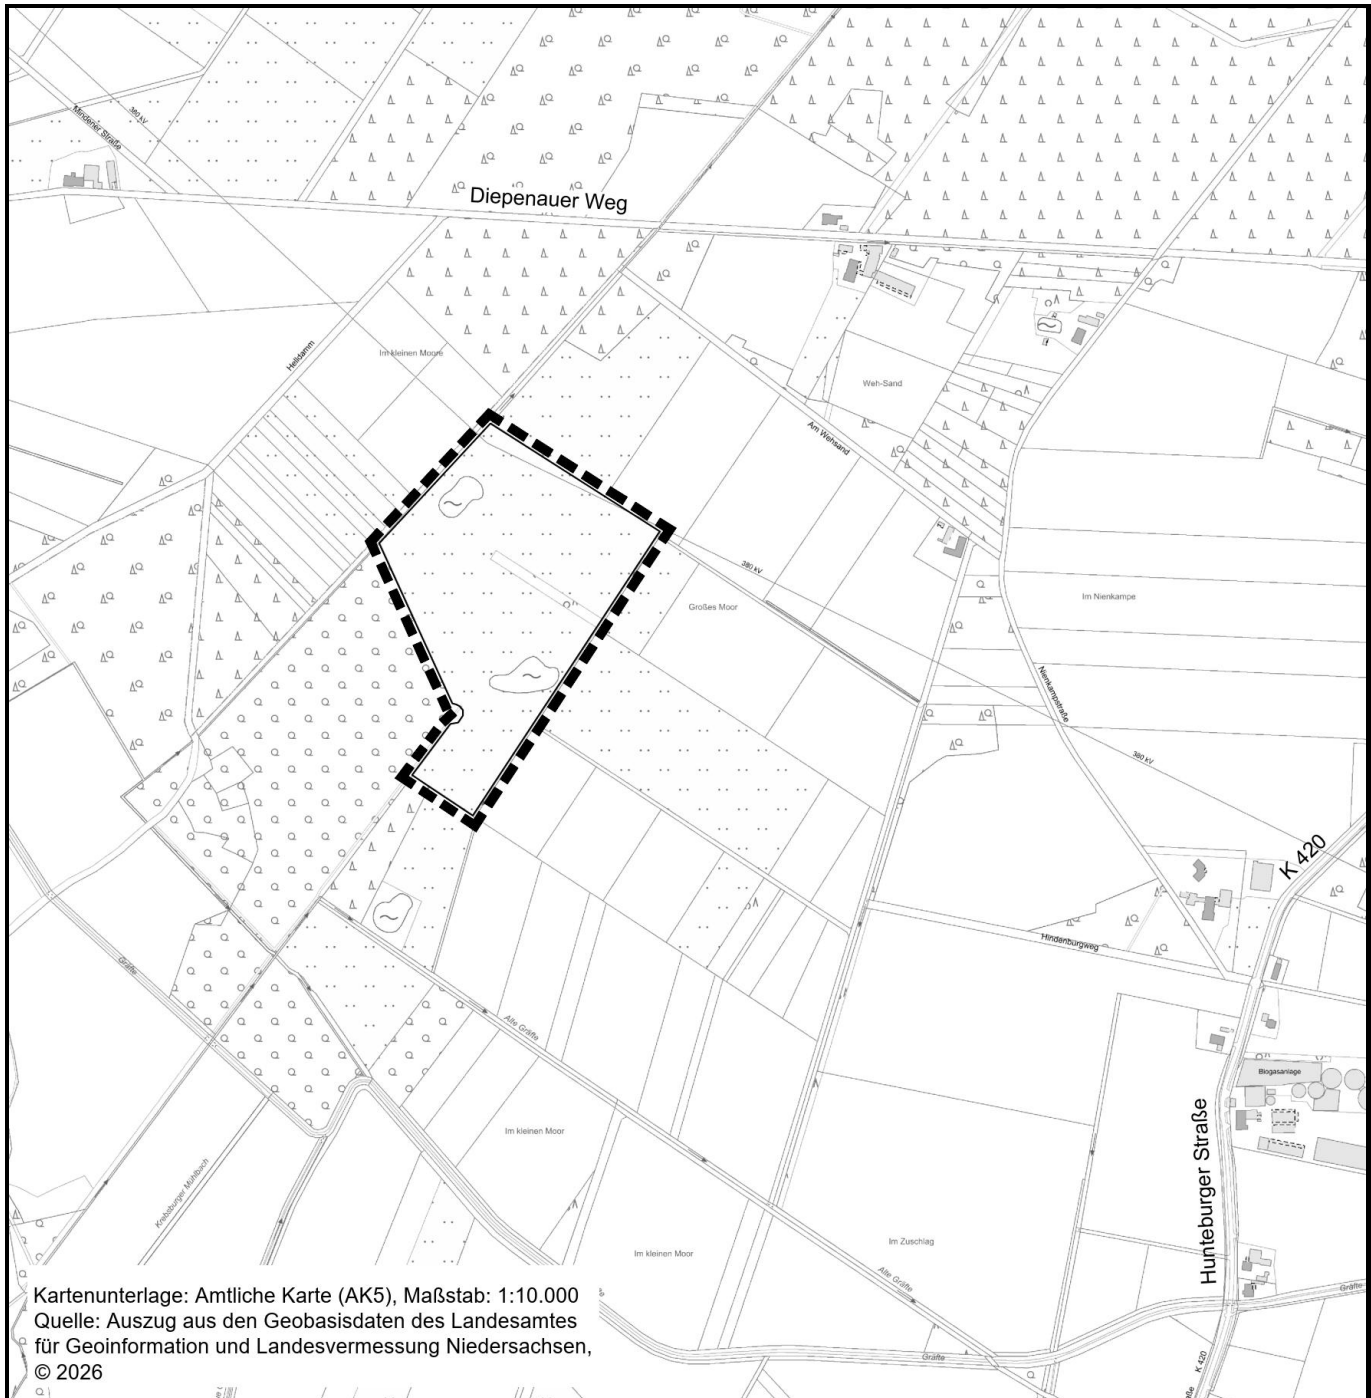 380 kV
Mindener Straße
Diepenauer Weg
Helldamm
Im kleinen Moore
Weh-Sand
Am Wehsand
380 kV
Großes Moor
Im Nienkampe
Nienkampstraße
380 kV
K 420
Hindenburgweg
Gräfte
Alte Gräfte
Biogasanlage
Im kleinen Moor
Hunteburger Straße
Krebsburger Mühlbach
Im kleinen Moor
Im Zuschlag
Alte Gräfte
Gräfte
Gräfte
K 420
Kartenunterlage: Amtliche Karte (AK5), Maßstab: 1:10.000
Quelle: Auszug aus den Geobasisdaten des Landesamtes
für Geoinformation und Landesvermessung Niedersachsen,
© 2026